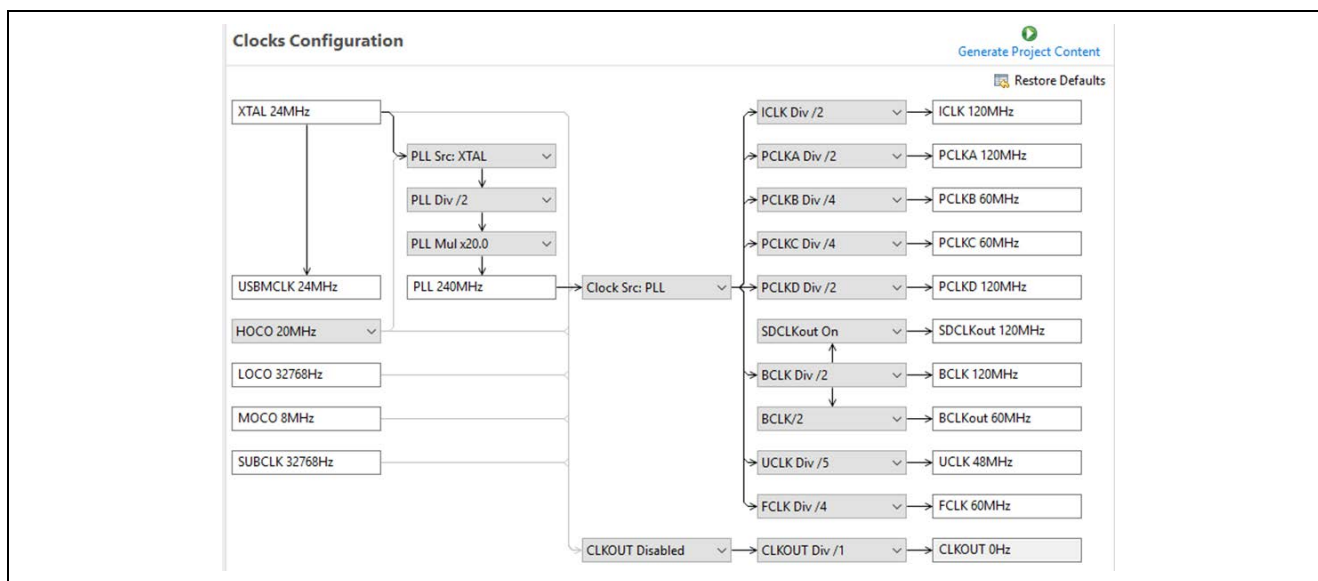 Clocks Configuration
Generate Project Content
Restore Defaults
XTAL 24MHz
ICLK Div /2
ICLK 120MHz
PLL Src: XTAL
PCLKA Div /2
PCLKA 120MHz
PLL Div /2
PCLKB Div /4
PCLKB 60MHz
PLL Mul x20.0
PCLKC Div /4
PCLKC 60MHz
USBMCLK 24MHz
PLL 240MHz
Clock Src: PLL
PCLKD Div /2
PCLKD 120MHz
HOCO 20MHz
SDCLKout On
SDCLKout 120MHz
LOCO 32768Hz
BCLK Div /2
BCLK 120MHz
MOCO 8MHz
BCLK/2
BCLKout 60MHz
SUBCLK 32768Hz
UCLK Div /5
UCLK 48MHz
FCLK Div /4
FCLK 60MHz
CLKOUT Disabled
CLKOUT Div /1
CLKOUT 0Hz